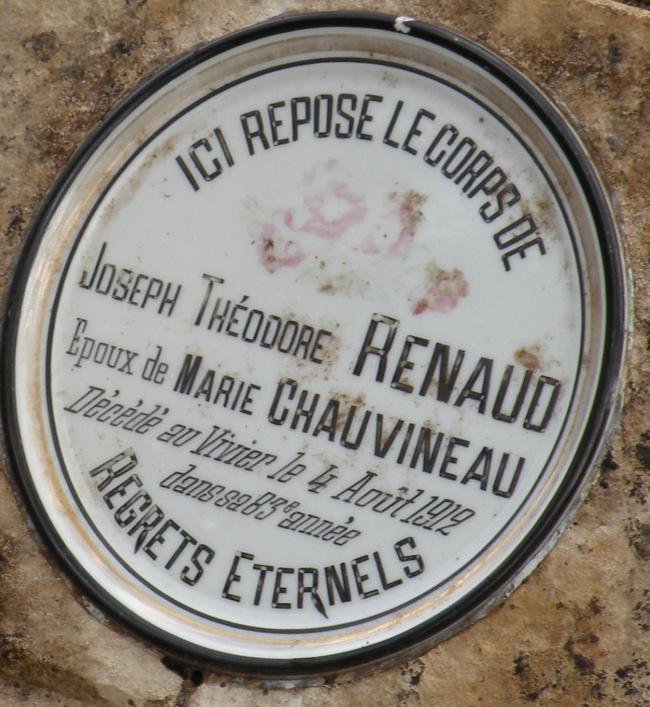 ICI REPOSE LE CORPS DE
JOSEPH THÉODORE RENAUD
Epoux de MARIE CHAUVINEAU
Décédé au Vivier le 4 Août 1912
dans sa 83e année
REGRETS ÉTERNELS